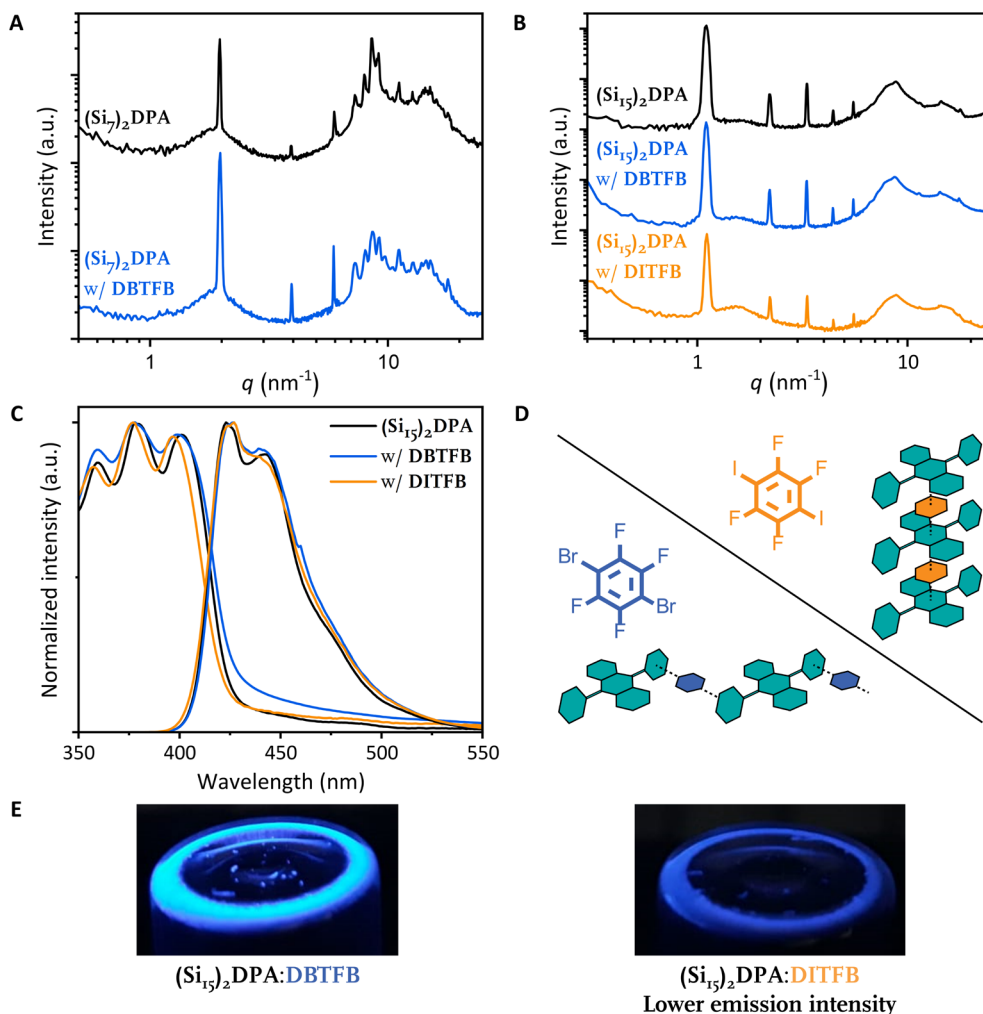 A
Intensity (a.u.)
(Si₇)₂DPA
(Si₇)₂DPA
w/ DBTFB
1
10
q (nm⁻¹)
B
Intensity (a.u.)
(Si₁₅)₂DPA
(Si₁₅)₂DPA
w/ DBTFB
(Si₁₅)₂DPA
w/ DITFB
1
10
q (nm⁻¹)
C
Normalized intensity (a.u.)
(Si₁₅)₂DPA
w/ DBTFB
w/ DITFB
350
400
450
500
550
Wavelength (nm)
D
F
I
F
F
I
F
F
Br
F
F
Br
F
E
(Si₁₅)₂DPA:DBTFB
(Si₁₅)₂DPA:DITFB
Lower emission intensity